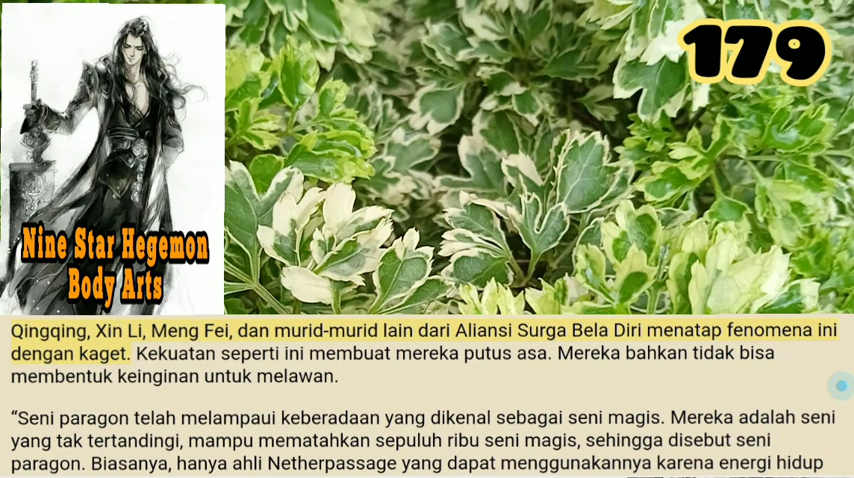 179
Nine Star Hegemon
Body Arts
Qingqing, Xin Li, Meng Fei, dan murid-murid lain dari Aliansi Surga Bela Diri menatap fenomena ini
dengan kaget. Kekuatan seperti ini membuat mereka putus asa. Mereka bahkan tidak bisa
membentuk keinginan untuk melawan.
“Seni paragon telah melampaui keberadaan yang dikenal sebagai seni magis. Mereka adalah seni
yang tak tertandingi, mampu mematahkan sepuluh ribu seni magis, sehingga disebut seni
paragon. Biasanya, hanya ahli Netherpassage yang dapat menggunakannya karena energi hidup